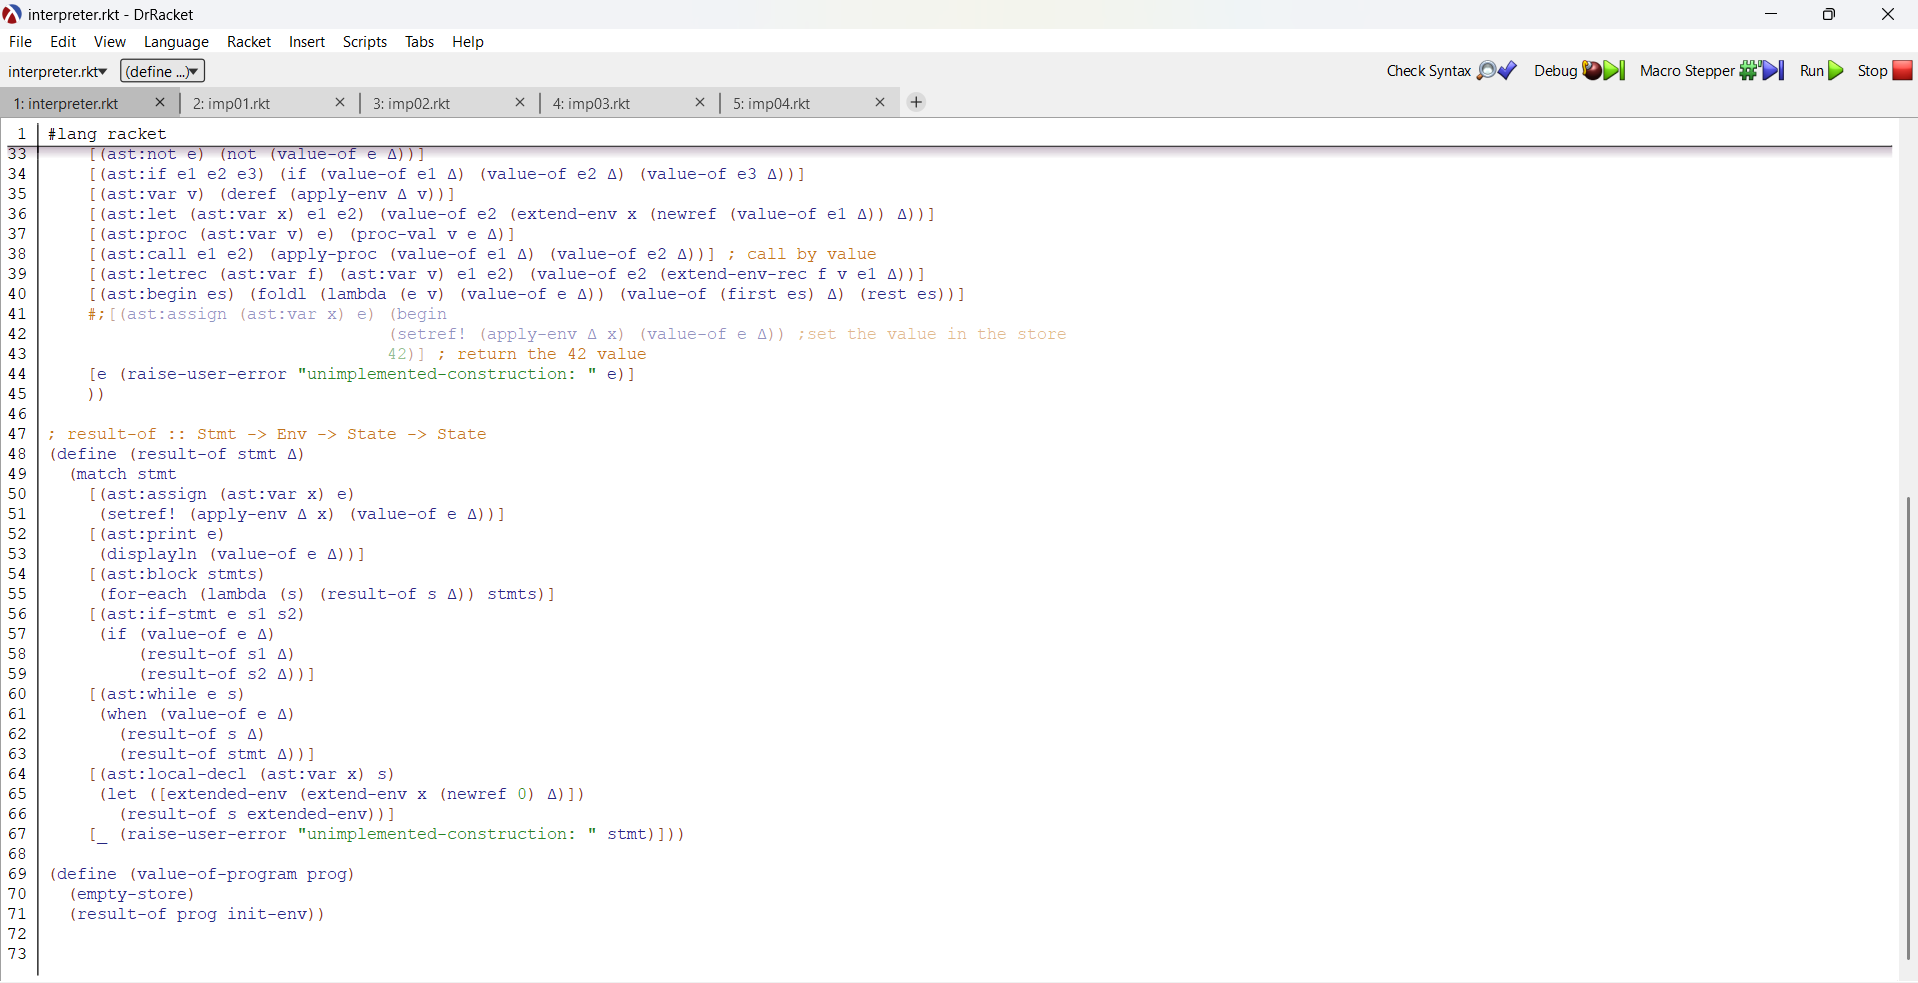 interpreter.rkt - DrRacket
File Edit View Language Racket Insert Scripts Tabs Help
interpreter.rkt▾ (define ...)▾ Check Syntax Debug Macro Stepper Run Stop
1: interpreter.rkt 2: imp01.rkt 3: imp02.rkt 4: imp03.rkt 5: imp04.rkt
1 #lang racket
33 [(ast:not e) (not (value-of e Δ))]
34 [(ast:if e1 e2 e3) (if (value-of e1 Δ) (value-of e2 Δ) (value-of e3 Δ))]
35 [(ast:var v) (deref (apply-env Δ v))]
36 [(ast:let (ast:var x) e1 e2) (value-of e2 (extend-env x (newref (value-of e1 Δ)) Δ))]
37 [(ast:proc (ast:var v) e) (proc-val v e Δ)]
38 [(ast:call e1 e2) (apply-proc (value-of e1 Δ) (value-of e2 Δ))] ; call by value
39 [(ast:letrec (ast:var f) (ast:var v) e1 e2) (value-of e2 (extend-env-rec f v e1 Δ))]
40 [(ast:begin es) (foldl (lambda (e v) (value-of e Δ)) (value-of (first es) Δ) (rest es))]
41 #;[(ast:assign (ast:var x) e) (begin
42 (setref! (apply-env Δ x) (value-of e Δ)) ;set the value in the store
43 42)] ; return the 42 value
44 [e (raise-user-error "unimplemented-construction: " e)]
45 ))
46
47 ; result-of :: Stmt -> Env -> State -> State
48 (define (result-of stmt Δ)
49 (match stmt
50 [(ast:assign (ast:var x) e)
51 (setref! (apply-env Δ x) (value-of e Δ))]
52 [(ast:print e)
53 (displayln (value-of e Δ))]
54 [(ast:block stmts)
55 (for-each (lambda (s) (result-of s Δ)) stmts)]
56 [(ast:if-stmt e s1 s2)
57 (if (value-of e Δ)
58 (result-of s1 Δ)
59 (result-of s2 Δ))]
60 [(ast:while e s)
61 (when (value-of e Δ)
62 (result-of s Δ)
63 (result-of stmt Δ))]
64 [(ast:local-decl (ast:var x) s)
65 (let ([extended-env (extend-env x (newref 0) Δ)])
66 (result-of s extended-env))]
67 [_ (raise-user-error "unimplemented-construction: " stmt)]))
68
69 (define (value-of-program prog)
70 (empty-store)
71 (result-of prog init-env))
72
73